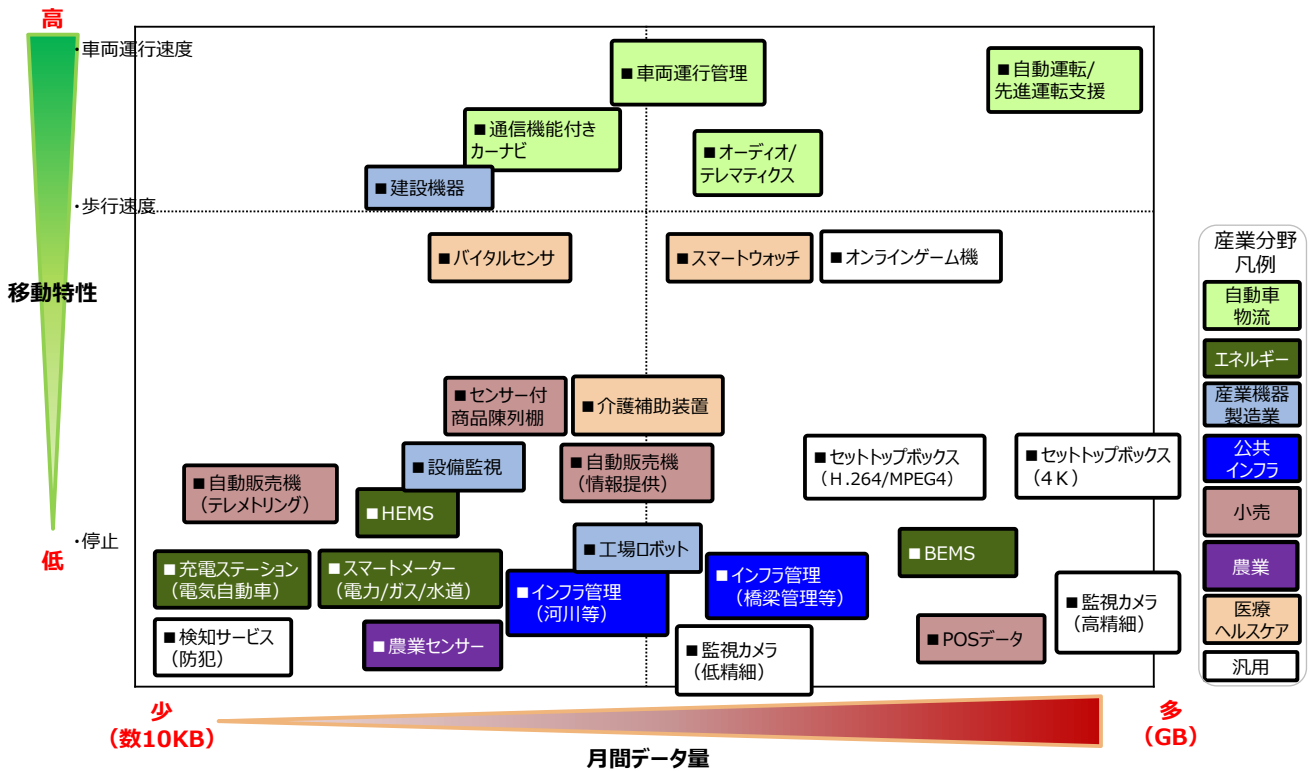 高
・車両運行速度
■車両運行管理
■自動運転/
先進運転支援
■通信機能付き
カーナビ
■オーディオ/
テレマティクス
■建設機器
・歩行速度
■バイタルセンサ
■スマートウォッチ
■オンラインゲーム機
移動特性
■センサー付
商品陳列棚
■介護補助装置
■設備監視
■自動販売機
(情報提供)
■セットトップボックス
(H.264/MPEG4)
■セットトップボックス
(4K)
■自動販売機
(テレメトリング)
■HEMS
・停止
低
■工場ロボット
■BEMS
■充電ステーション
(電気自動車)
■スマートメーター
(電力/ガス/水道)
■インフラ管理
(河川等)
■インフラ管理
(橋梁管理等)
■監視カメラ
(高精細)
■検知サービス
(防犯)
■農業センサー
■監視カメラ
(低精細)
■POSデータ
少
(数10KB)
多
(GB)
月間データ量
産業分野
凡例
自動車
物流
エネルギー
産業機器
製造業
公共
インフラ
小売
農業
医療
ヘルスケア
汎用